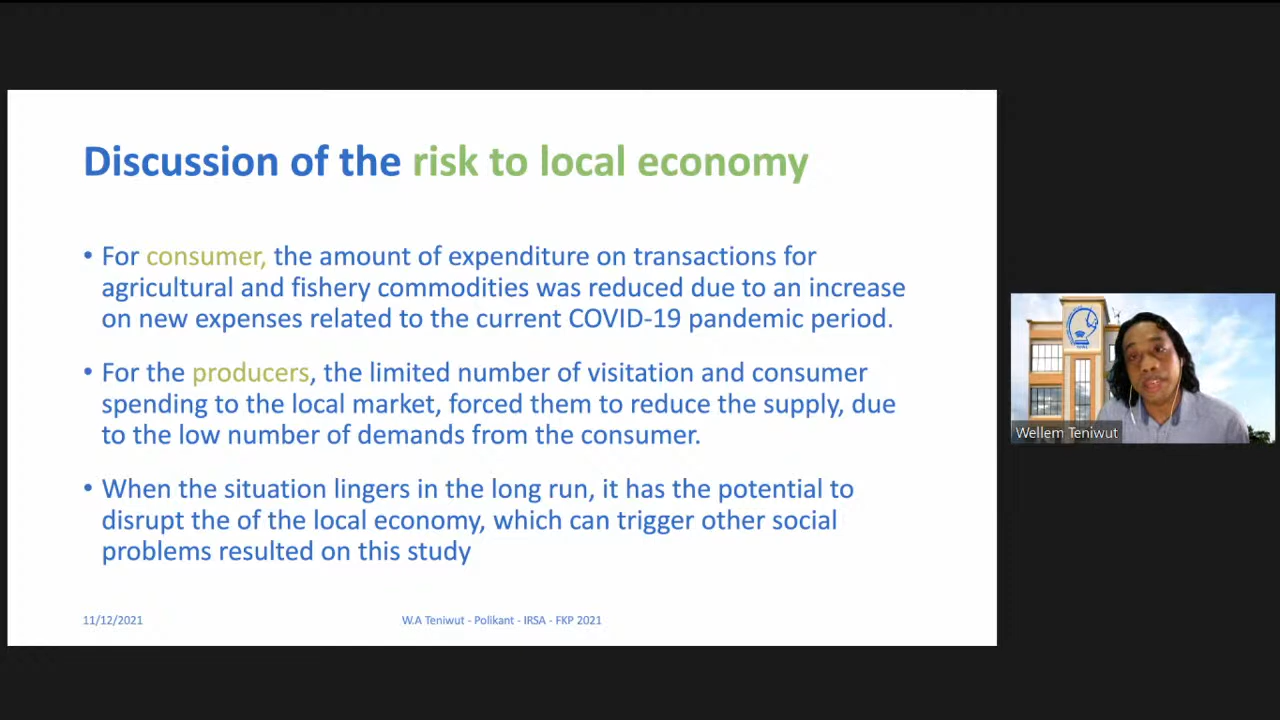 Discussion of the risk to local economy
• For consumer, the amount of expenditure on transactions for
agricultural and fishery commodities was reduced due to an increase
on new expenses related to the current COVID-19 pandemic period.
• For the producers, the limited number of visitation and consumer
spending to the local market, forced them to reduce the supply, due
to the low number of demands from the consumer.
• When the situation lingers in the long run, it has the potential to
disrupt the of the local economy, which can trigger other social
problems resulted on this study
11/12/2021
W.A Teniwut - Polikant - IRSA - FKP 2021
Wellem Teniwut